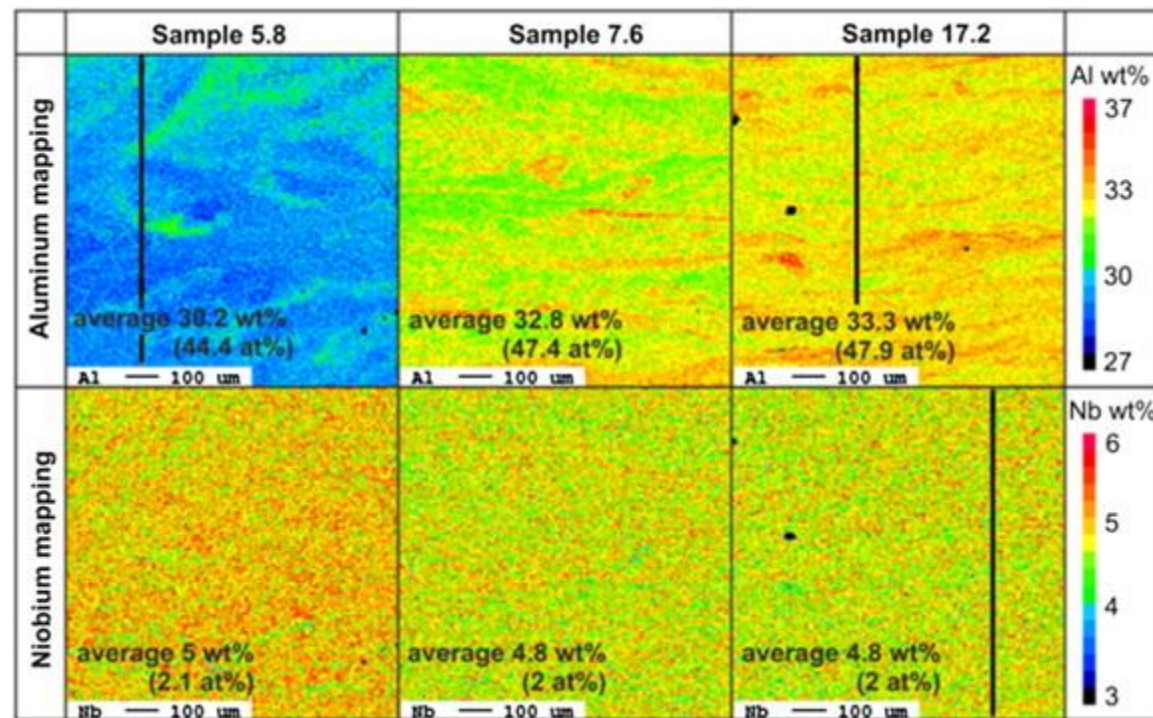 Sample 5.8
Sample 7.6
Sample 17.2
Aluminum mapping
average 30.2 wt%
(44.4 at%)
Al 100 um
average 32.8 wt%
(47.4 at%)
Al 100 um
average 33.3 wt%
(47.9 at%)
Al 100 um
Al wt%
37
33
30
27
Niobium mapping
average 5 wt%
(2.1 at%)
Nb 100 um
average 4.8 wt%
(2 at%)
Nb 100 um
average 4.8 wt%
(2 at%)
Nb 100 um
Nb wt%
6
5
4
3